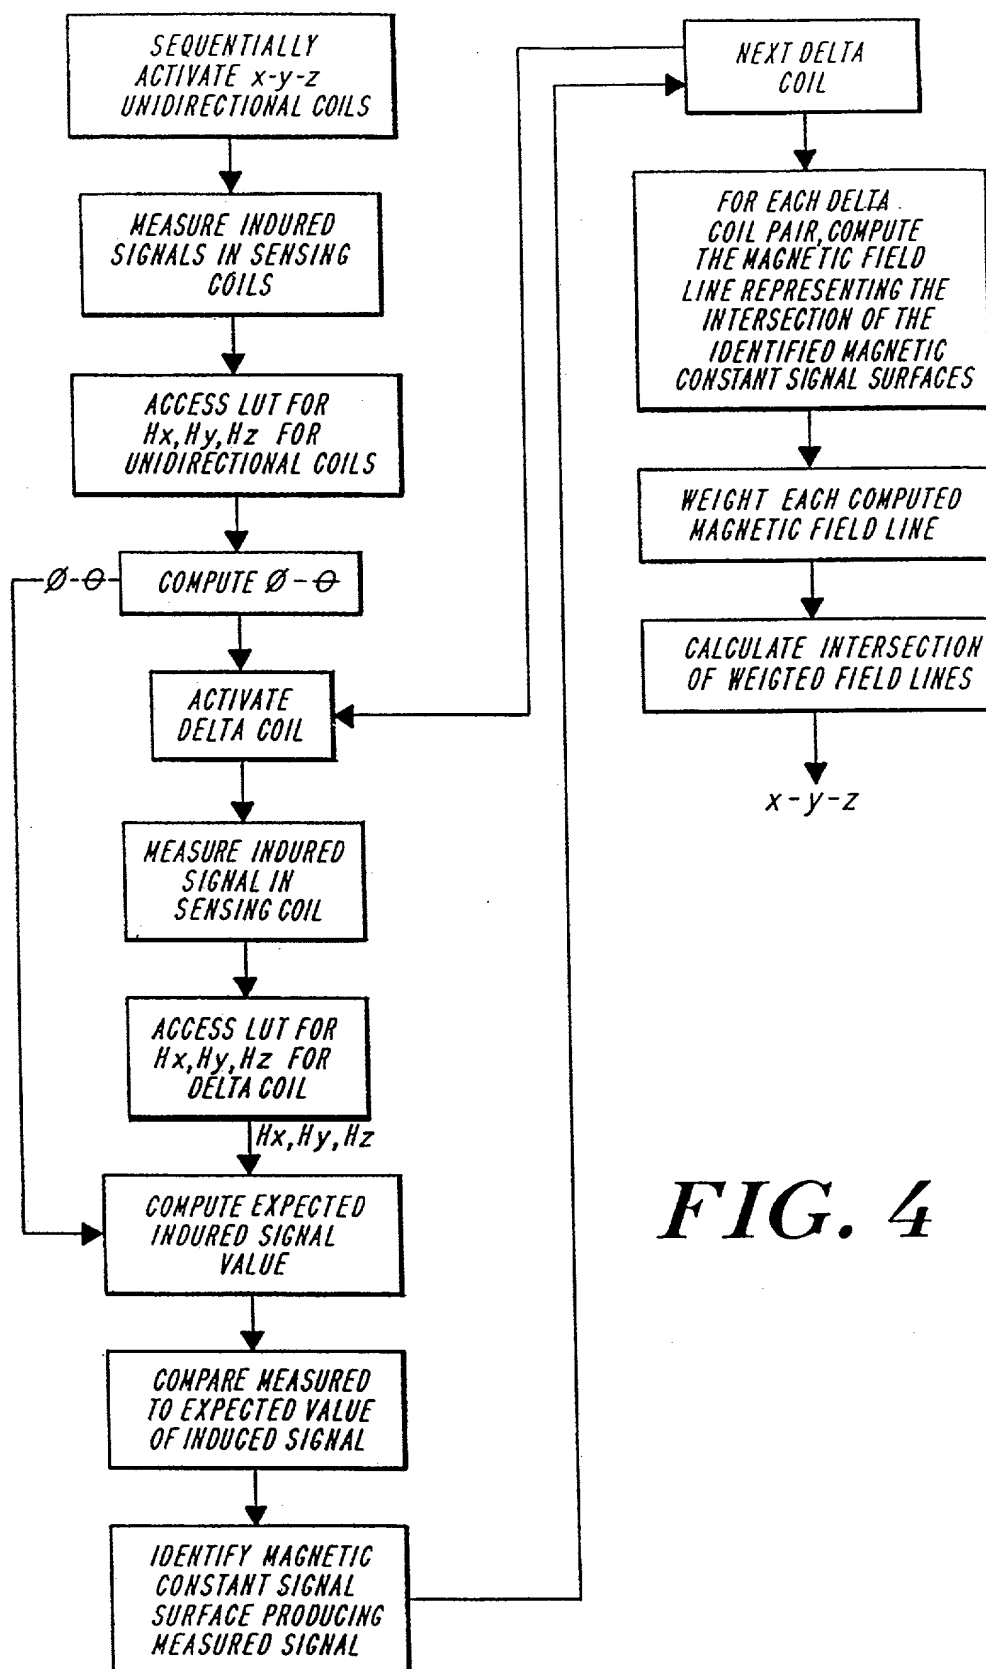 SEQUENTIALLY
ACTIVATE x-y-z
UNIDIRECTIONAL COILS
MEASURE INDURED
SIGNALS IN SENSING
COILS
ACCESS LUT FOR
Hx,Hy,Hz FOR
UNIDIRECTIONAL COILS
Ø-Θ
COMPUTE Ø-Θ
ACTIVATE
DELTA COIL
MEASURE INDURED
SIGNAL IN
SENSING COIL
ACCESS LUT FOR
Hx,Hy,Hz FOR
DELTA COIL
Hx,Hy,Hz
COMPUTE EXPECTED
INDURED SIGNAL
VALUE
COMPARE MEASURED
TO EXPECTED VALUE
OF INDUCED SIGNAL
IDENTIFY MAGNETIC
CONSTANT SIGNAL
SURFACE PRODUCING
MEASURED SIGNAL
NEXT DELTA
COIL
FOR EACH DELTA
COIL PAIR, COMPUTE
THE MAGNETIC FIELD
LINE REPRESENTING THE
INTERSECTION OF THE
IDENTIFIED MAGNETIC
CONSTANT SIGNAL SURFACES
WEIGHT EACH COMPUTED
MAGNETIC FIELD LINE
CALCULATE INTERSECTION
OF WEIGTED FIELD LINES
x-y-z
FIG. 4